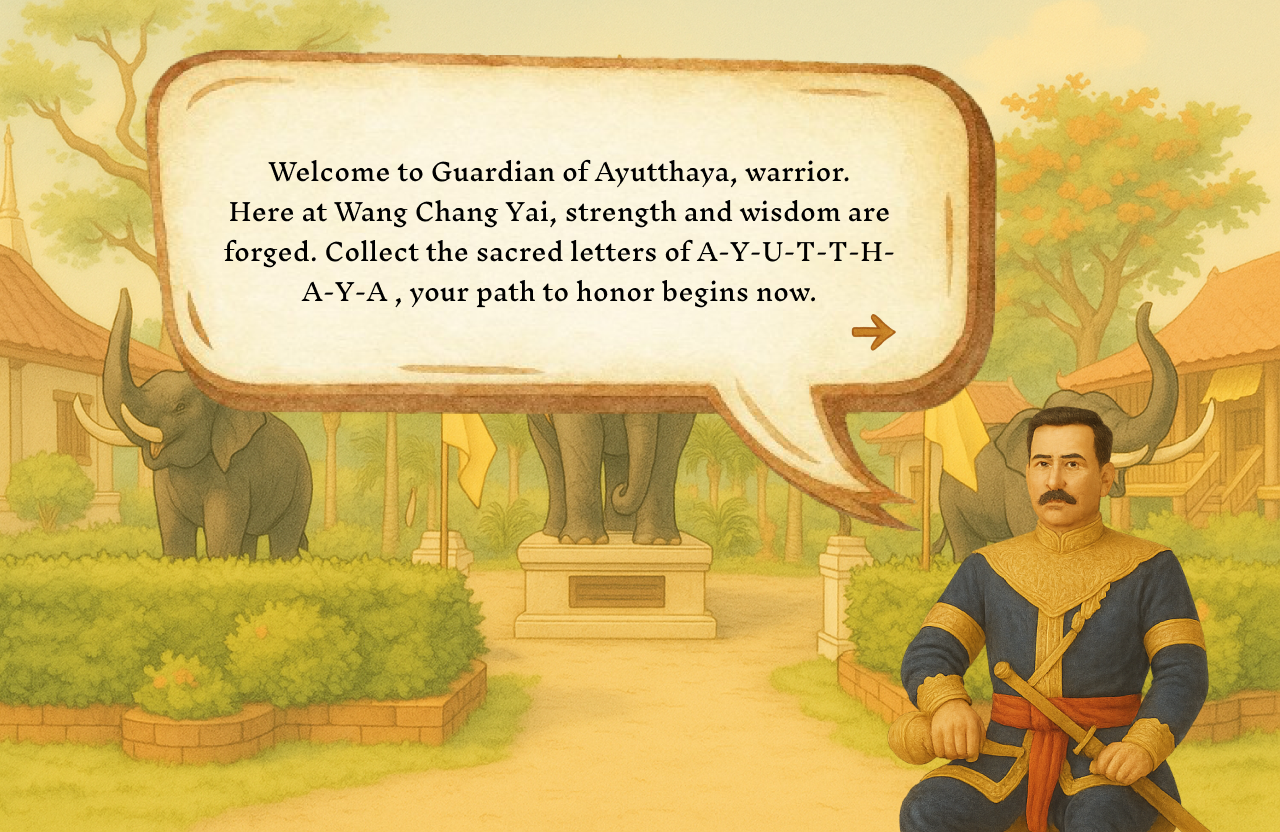 Welcome to Guardian of Ayutthaya, warrior.
Here at Wang Chang Yai, strength and wisdom are
forged. Collect the sacred letters of A-Y-U-T-T-H-
A-Y-A , your path to honor begins now.